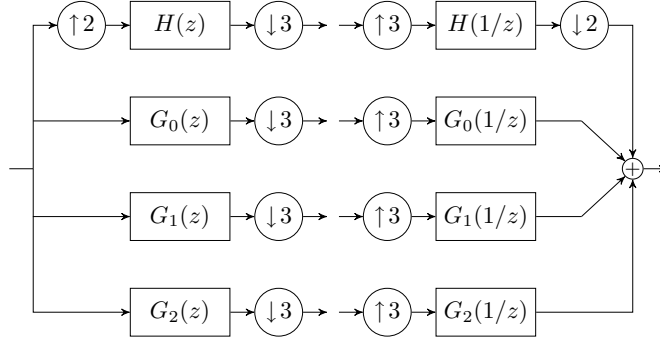 ↑2 H(z) ↓3 ↑3 H(1/z) ↓2
G₀(z) ↓3 ↑3 G₀(1/z)
+
G₁(z) ↓3 ↑3 G₁(1/z)
G₂(z) ↓3 ↑3 G₂(1/z)